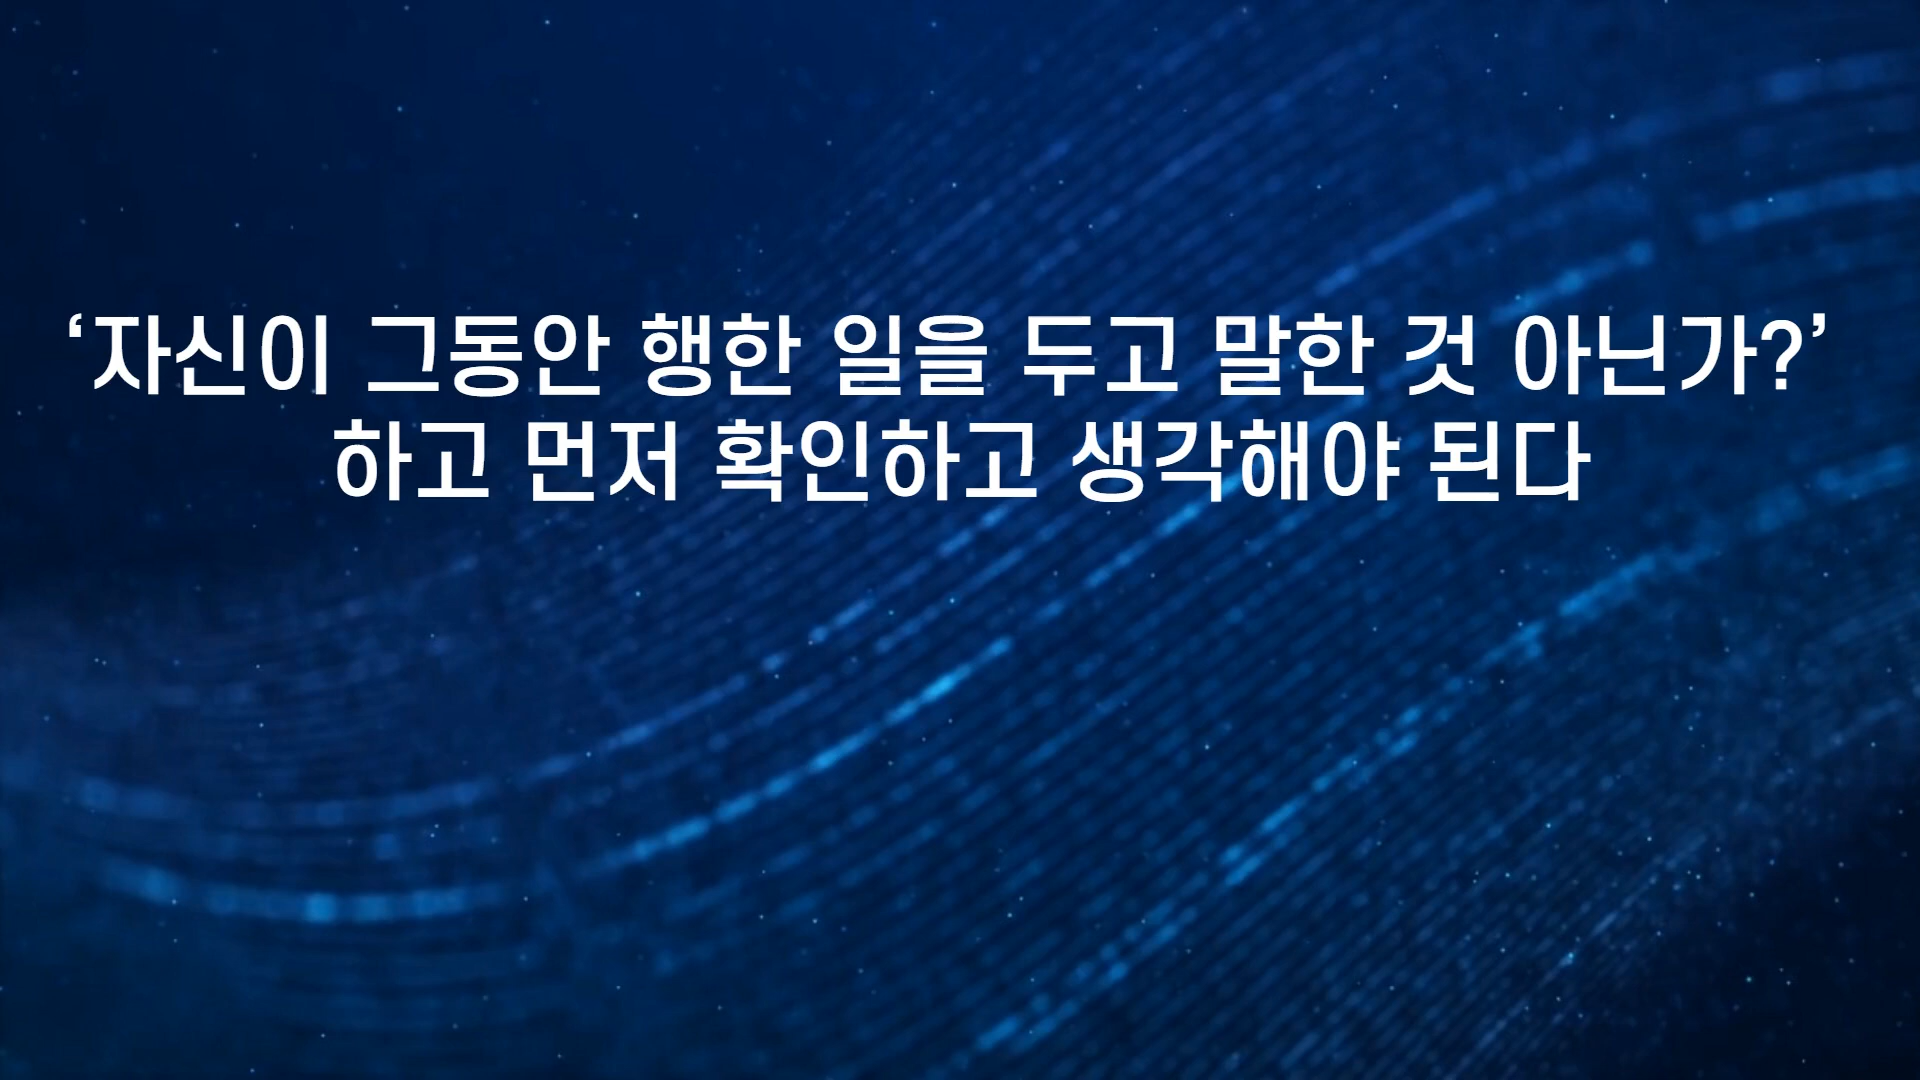 ‘자신이 그동안 행한 일을 두고 말한 것 아닌가?’
하고 먼저 확인하고 생각해야 된다